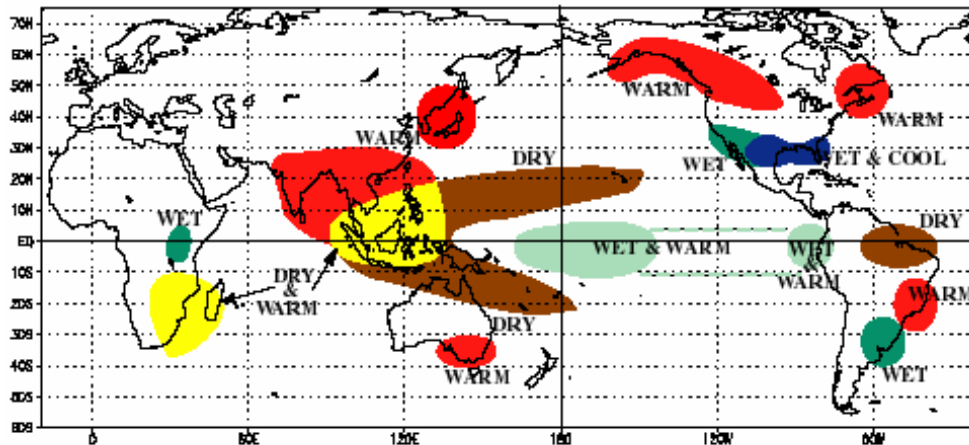 70N
60N
50N
40N
30N
20N
10N
EQ
10S
20S
30S
40S
50S
60S
WARM
WARM
WARM
WET
WET & COOL
DRY
WET
DRY
&
WARM
WET & WARM
WET
&
WARM
DRY
WARM
DRY
WARM
WET
0
60E
120E
180
120W
60W